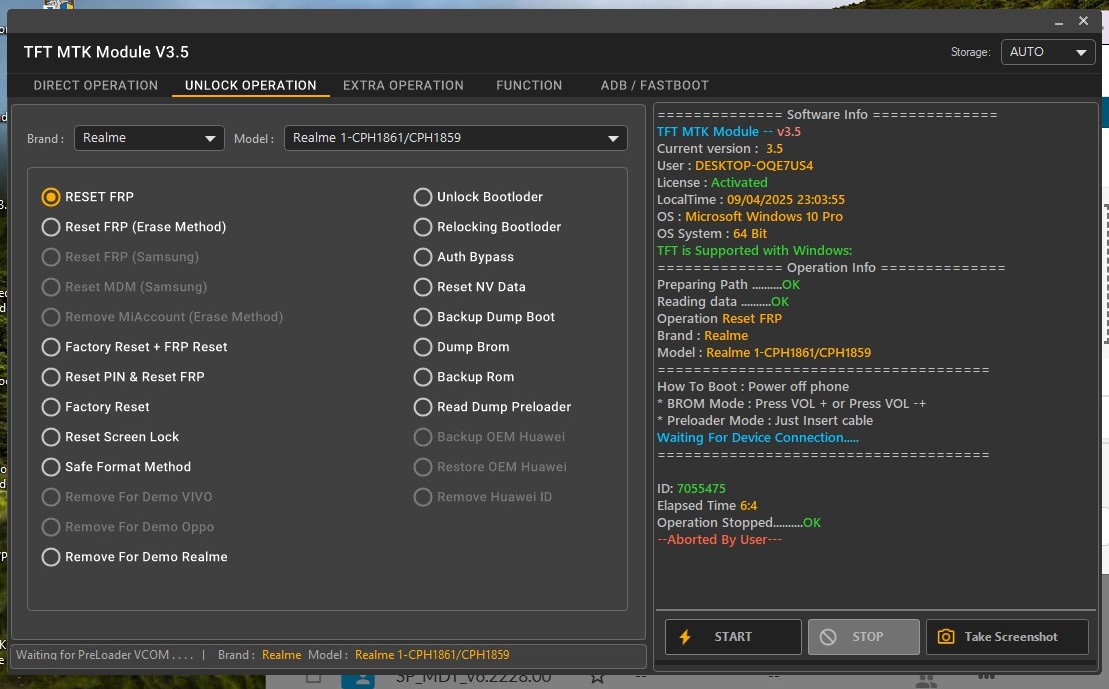 TFT MTK Module V3.5
Storage: AUTO
DIRECT OPERATION UNLOCK OPERATION EXTRA OPERATION FUNCTION ADB / FASTBOOT
Brand : Realme Model : Realme 1-CPH1861/CPH1859
RESET FRP
Reset FRP (Erase Method)
Reset FRP (Samsung)
Reset MDM (Samsung)
Remove MiAccount (Erase Method)
Factory Reset + FRP Reset
Reset PIN & Reset FRP
Factory Reset
Reset Screen Lock
Safe Format Method
Remove For Demo VIVO
Remove For Demo Oppo
Remove For Demo Realme
Unlock Bootloder
Relocking Bootloder
Auth Bypass
Reset NV Data
Backup Dump Boot
Dump Brom
Backup Rom
Read Dump Preloader
Backup OEM Huawei
Restore OEM Huawei
Remove Huawei ID
============== Software Info ==============
TFT MTK Module -- v3.5
Current version : 3.5
User : DESKTOP-OQE7US4
License : Activated
LocalTime : 09/04/2025 23:03:55
OS : Microsoft Windows 10 Pro
OS System : 64 Bit
TFT is Supported with Windows:
============== Operation Info ==============
Preparing Path ..........OK
Reading data ..........OK
Operation Reset FRP
Brand : Realme
Model : Realme 1-CPH1861/CPH1859
=====================================
How To Boot : Power off phone
* BROM Mode : Press VOL + or Press VOL -+
* Preloader Mode : Just Insert cable
Waiting For Device Connection.....
=====================================
ID: 7055475
Elapsed Time 6:4
Operation Stopped..........OK
--Aborted By User---
START STOP Take Screenshot
Waiting for PreLoader VCOM . . . . | Brand : Realme Model : Realme 1-CPH1861/CPH1859
SP_MDT_v6.2228.00